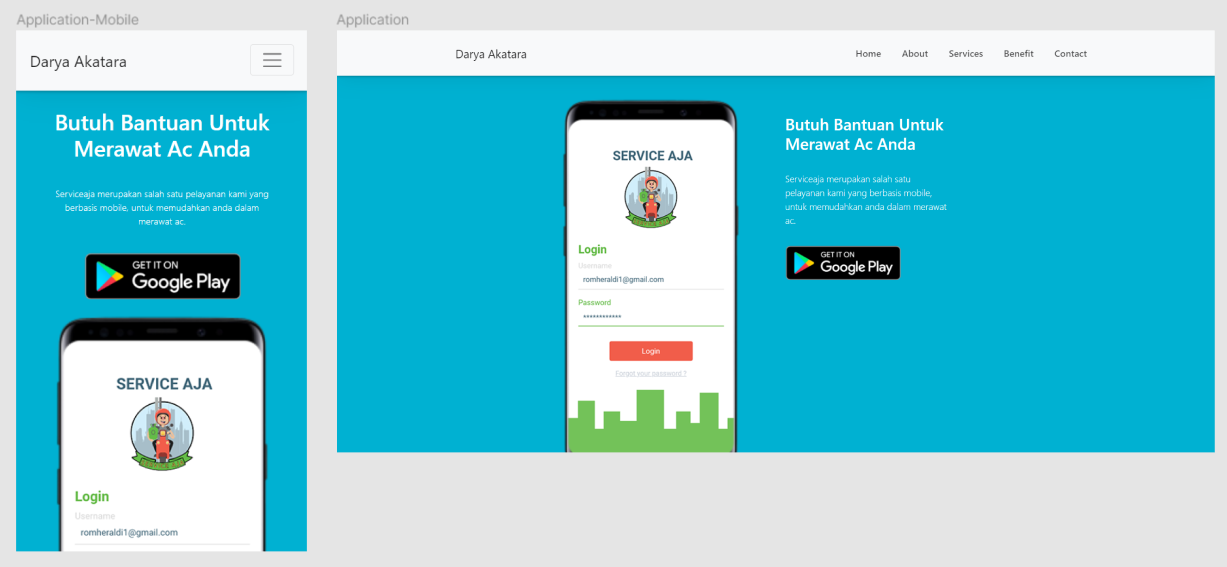 Application-Mobile
Darya Akatara
Butuh Bantuan Untuk
Merawat Ac Anda
Serviceaja merupakan salah satu pelayanan kami yang
berbasis mobile, untuk memudahkan anda dalam
merawat ac.
GET IT ON
Google Play
SERVICE AJA
SERVICE AJA
Login
Username
romheraldi1@gmail.com
Application
Darya Akatara
Home
About
Services
Benefit
Contact
SERVICE AJA
SERVICE AJA
Login
Username
romheraldi1@gmail.com
Password
************
Login
Forgot your password ?
Butuh Bantuan Untuk
Merawat Ac Anda
Serviceaja merupakan salah satu
pelayanan kami yang berbasis mobile,
untuk memudahkan anda dalam merawat
ac.
GET IT ON
Google Play